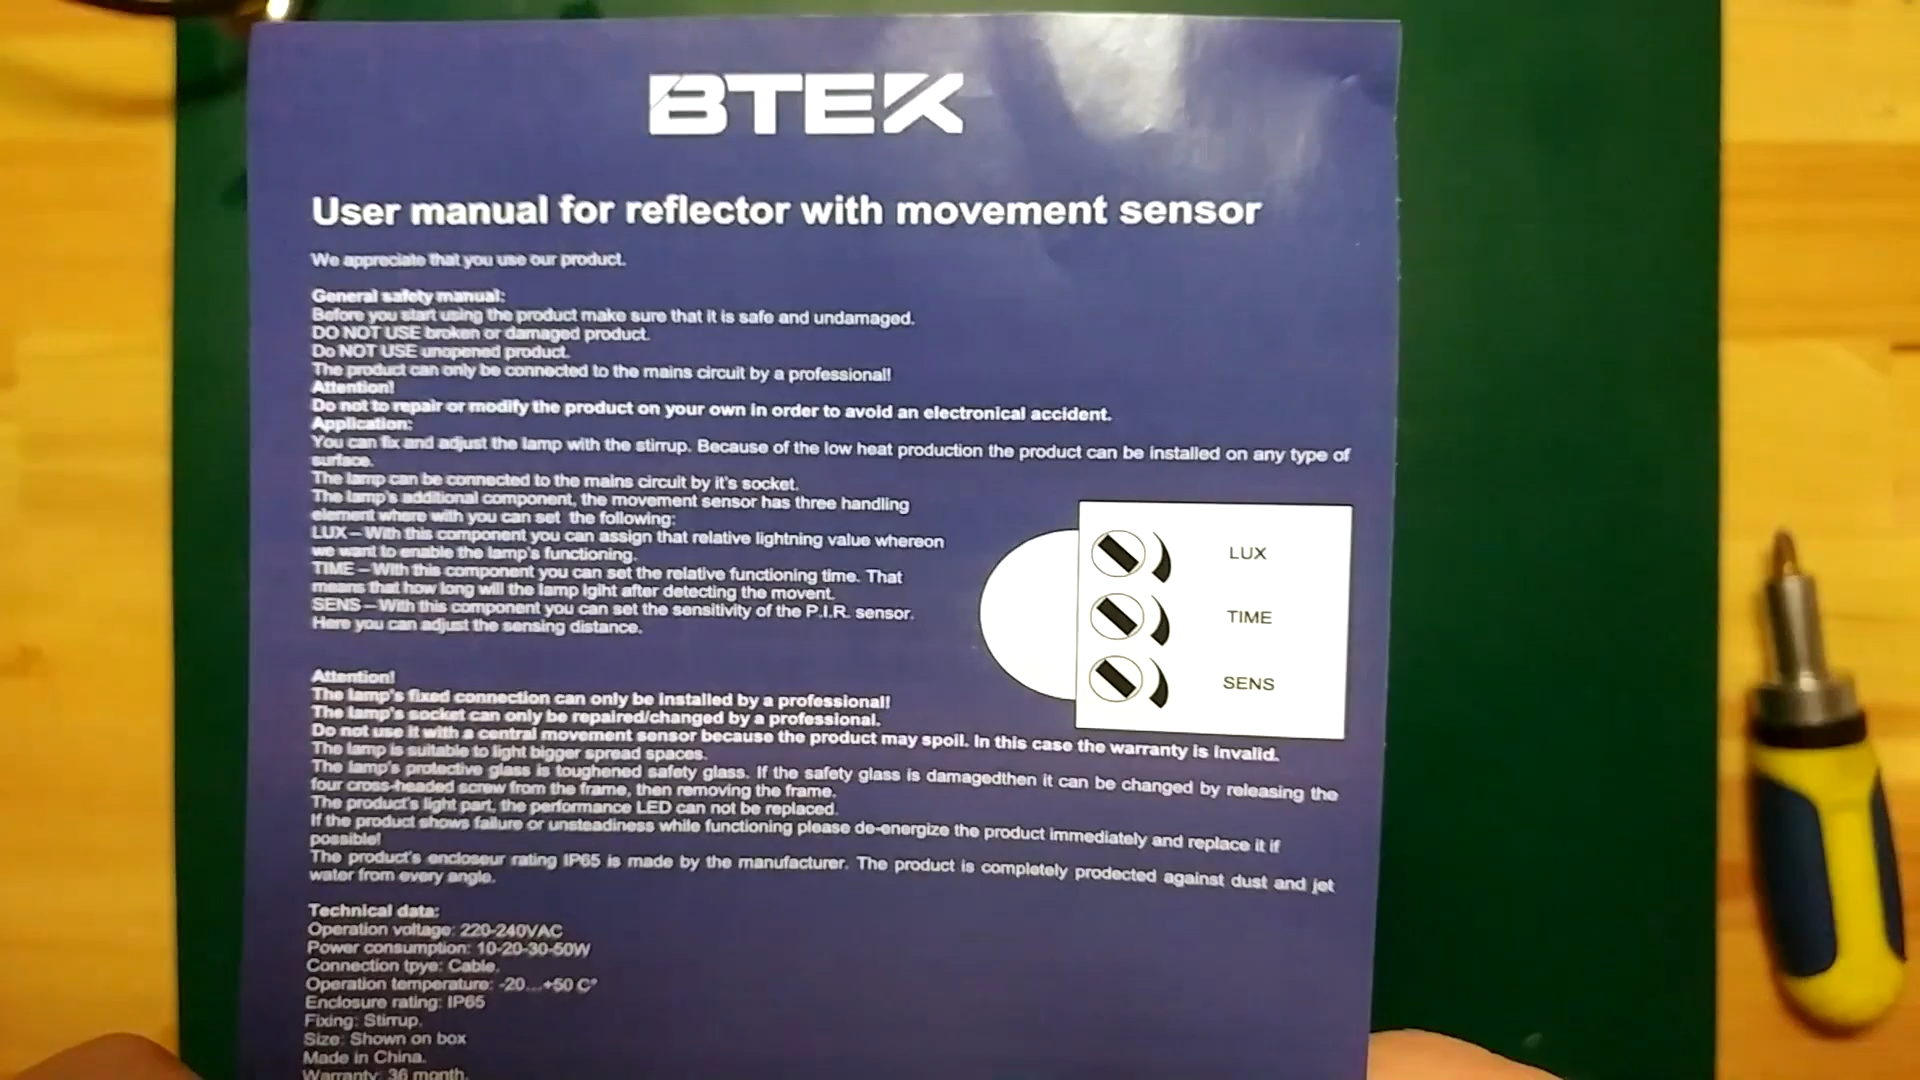 BTEK
User manual for reflector with movement sensor
We appreciate that you use our product.
General safety manual:
Before you start using the product make sure that it is safe and undamaged.
DO NOT USE broken or damaged product.
Do NOT USE unopened product.
The product can only be connected to the mains circuit by a professional!
Attention!
Do not to repair or modify the product on your own in order to avoid an electronical accident.
Application:
You can fix and adjust the lamp with the stirrup. Because of the low heat production the product can be installed on any type of
surface.
The lamp can be connected to the mains circuit by it's socket.
The lamp's additional component, the movement sensor has three handling
element where with you can set the following:
LUX – With this component you can assign that relative lightning value whereon
we want to enable the lamp's functioning.
TIME – With this component you can set the relative functioning time. That
means that how long will the lamp lgiht after detecting the movent.
SENS – With this component you can set the sensitivity of the P.I.R. sensor.
Here you can adjust the sensing distance.
LUX
TIME
SENS
Attention!
The lamp's fixed connection can only be installed by a professional!
The lamp's socket can only be repaired/changed by a professional.
Do not use it with a central movement sensor because the product may spoil. In this case the warranty is invalid.
The lamp is suitable to light bigger spread spaces.
The lamp's protective glass is toughened safety glass. If the safety glass is damagedthen it can be changed by releasing the
four cross-headed screw from the frame, then removing the frame.
The product's light part, the performance LED can not be replaced.
If the product shows failure or unsteadiness while functioning please de-energize the product immediately and replace it if
possible!
The product's encloseur rating IP65 is made by the manufacturer. The product is completely prodected against dust and jet
water from every angle.
Technical data:
Operation voltage: 220-240VAC
Power consumption: 10-20-30-50W
Connection tpye: Cable.
Operation temperature: -20...+50 C°
Enclosure rating: IP65
Fixing: Stirrup.
Size: Shown on box
Made in China.
Warranty: 36 month.